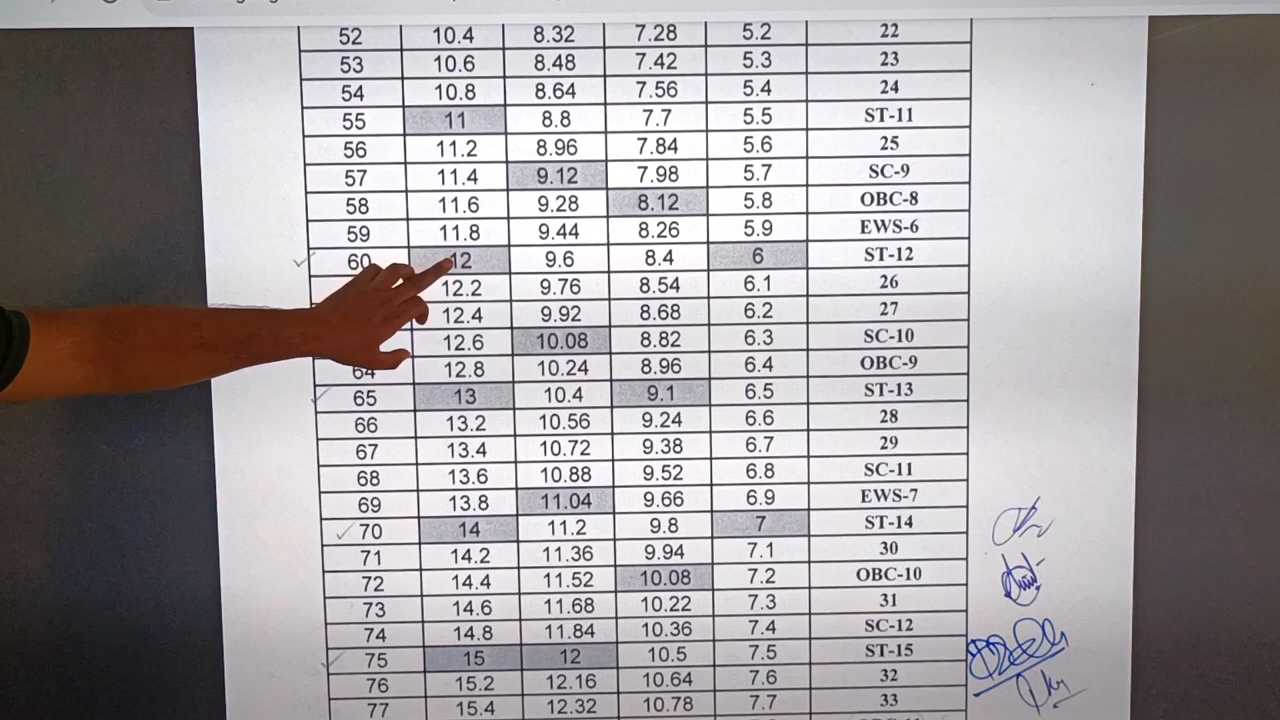 52 10.4 8.32 7.28 5.2 22
53 10.6 8.48 7.42 5.3 23
54 10.8 8.64 7.56 5.4 24
55 11 8.8 7.7 5.5 ST-11
56 11.2 8.96 7.84 5.6 25
57 11.4 9.12 7.98 5.7 SC-9
58 11.6 9.28 8.12 5.8 OBC-8
59 11.8 9.44 8.26 5.9 EWS-6
60 12 9.6 8.4 6 ST-12
12.2 9.76 8.54 6.1 26
12.4 9.92 8.68 6.2 27
12.6 10.08 8.82 6.3 SC-10
64 12.8 10.24 8.96 6.4 OBC-9
65 13 10.4 9.1 6.5 ST-13
66 13.2 10.56 9.24 6.6 28
67 13.4 10.72 9.38 6.7 29
68 13.6 10.88 9.52 6.8 SC-11
69 13.8 11.04 9.66 6.9 EWS-7
70 14 11.2 9.8 7 ST-14
71 14.2 11.36 9.94 7.1 30
72 14.4 11.52 10.08 7.2 OBC-10
73 14.6 11.68 10.22 7.3 31
74 14.8 11.84 10.36 7.4 SC-12
75 15 12 10.5 7.5 ST-15
76 15.2 12.16 10.64 7.6 32
77 15.4 12.32 10.78 7.7 33